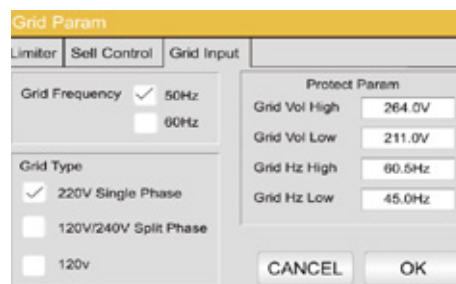 Grid Param
Limiter Sell Control Grid Input
Grid Frequency 50Hz
60Hz
Grid Type
220V Single Phase
120V/240V Split Phase
120v
Protect Param
Grid Vol High 264.0V
Grid Vol Low 211.0V
Grid Hz High 60.5Hz
Grid Hz Low 45.0Hz
CANCEL OK